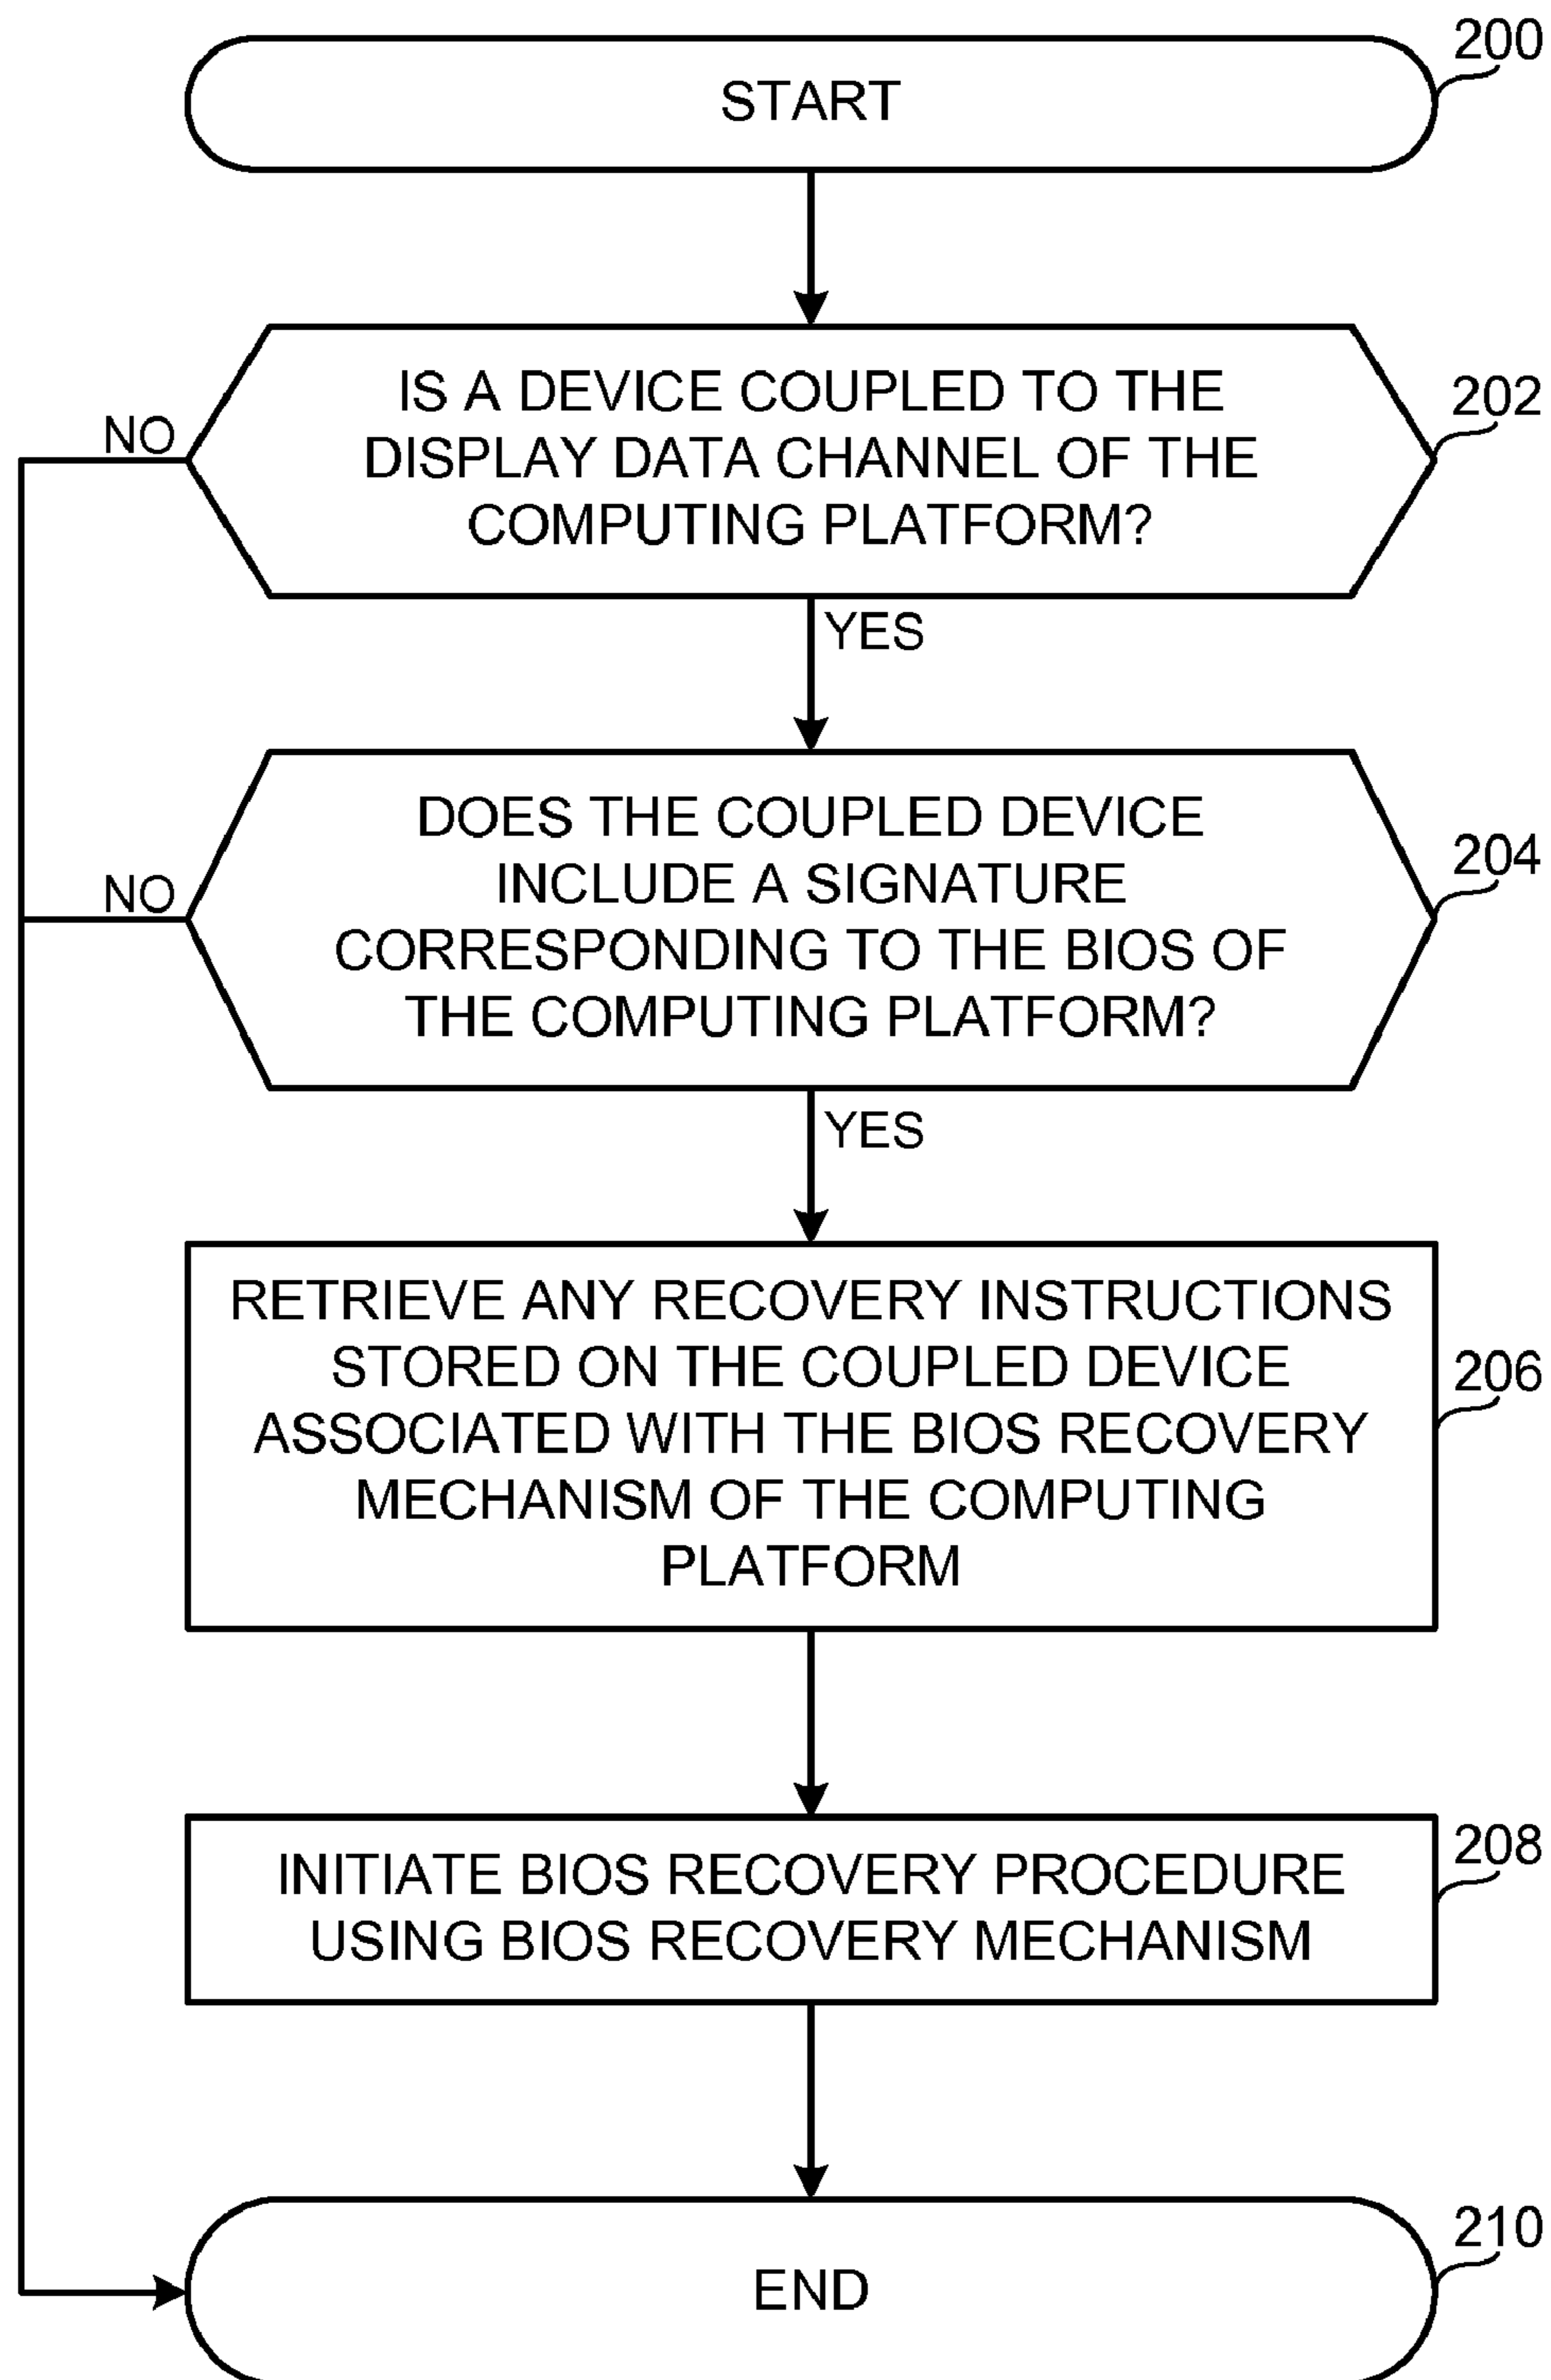 200
START
IS A DEVICE COUPLED TO THE
DISPLAY DATA CHANNEL OF THE
COMPUTING PLATFORM?
202
NO
YES
DOES THE COUPLED DEVICE
INCLUDE A SIGNATURE
CORRESPONDING TO THE BIOS OF
THE COMPUTING PLATFORM?
204
NO
YES
RETRIEVE ANY RECOVERY INSTRUCTIONS
STORED ON THE COUPLED DEVICE
ASSOCIATED WITH THE BIOS RECOVERY
MECHANISM OF THE COMPUTING
PLATFORM
206
INITIATE BIOS RECOVERY PROCEDURE
USING BIOS RECOVERY MECHANISM
208
210
END